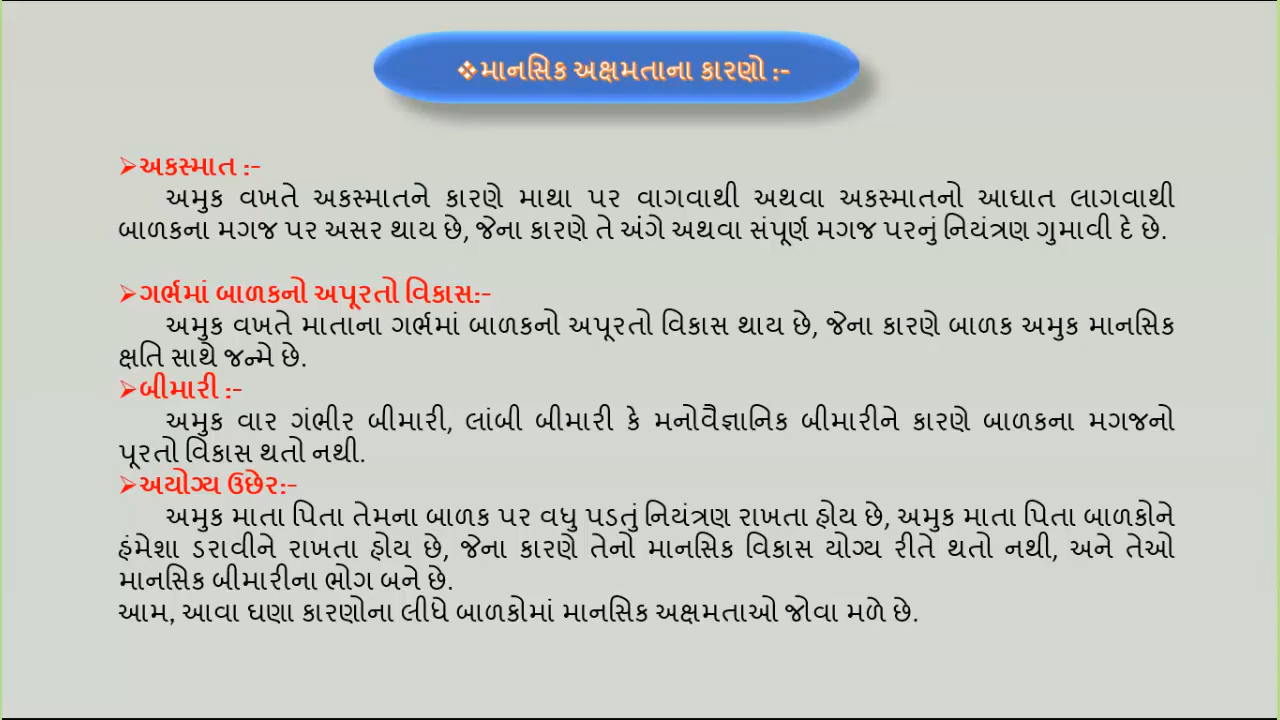 ❖માનસિક અક્ષમતાના કારણો :-
➢અકસ્માત :-
અમુક વખતે અકસ્માતને કારણે માથા પર વાગવાથી અથવા અકસ્માતનો આઘાત લાગવાથી
બાળકના મગજ પર અસર થાય છે, જેના કારણે તે અંગે અથવા સંપૂર્ણ મગજ પરનું નિયંત્રણ ગુમાવી દે છે.
➢ગર્ભમાં બાળકનો અપૂરતો વિકાસ:-
અમુક વખતે માતાના ગર્ભમાં બાળકનો અપૂરતો વિકાસ થાય છે, જેના કારણે બાળક અમુક માનસિક
ક્ષતિ સાથે જન્મે છે.
➢બીમારી :-
અમુક વાર ગંભીર બીમારી, લાંબી બીમારી કે મનોવૈજ્ઞાનિક બીમારીને કારણે બાળકના મગજનો
પૂરતો વિકાસ થતો નથી.
➢અયોગ્ય ઉછેર:-
અમુક માતા પિતા તેમના બાળક પર વધુ પડતું નિયંત્રણ રાખતા હોય છે, અમુક માતા પિતા બાળકોને
હંમેશા ડરાવીને રાખતા હોય છે, જેના કારણે તેનો માનસિક વિકાસ યોગ્ય રીતે થતો નથી, અને તેઓ
માનસિક બીમારીના ભોગ બને છે.
આમ, આવા ઘણા કારણોના લીધે બાળકોમાં માનસિક અક્ષમતાઓ જોવા મળે છે.